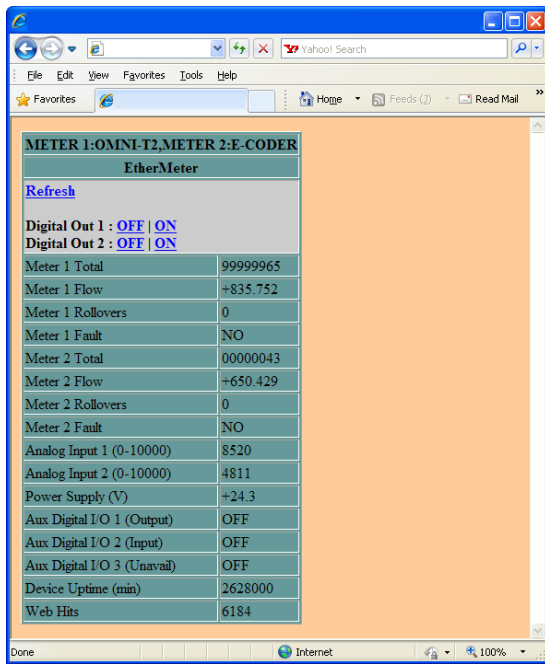 Yahoo! Search
File Edit View Favorites Tools Help
Favorites Home Feeds (J) Read Mail »
METER 1:OMNI-T2,METER 2:E-CODER
EtherMeter
Refresh
Digital Out 1 : OFF | ON
Digital Out 2 : OFF | ON
Meter 1 Total 99999965
Meter 1 Flow +835.752
Meter 1 Rollovers 0
Meter 1 Fault NO
Meter 2 Total 00000043
Meter 2 Flow +650.429
Meter 2 Rollovers 0
Meter 2 Fault NO
Analog Input 1 (0-10000) 8520
Analog Input 2 (0-10000) 4811
Power Supply (V) +24.3
Aux Digital I/O 1 (Output) OFF
Aux Digital I/O 2 (Input) OFF
Aux Digital I/O 3 (Unavail) OFF
Device Uptime (min) 2628000
Web Hits 6184
Done Internet 100%